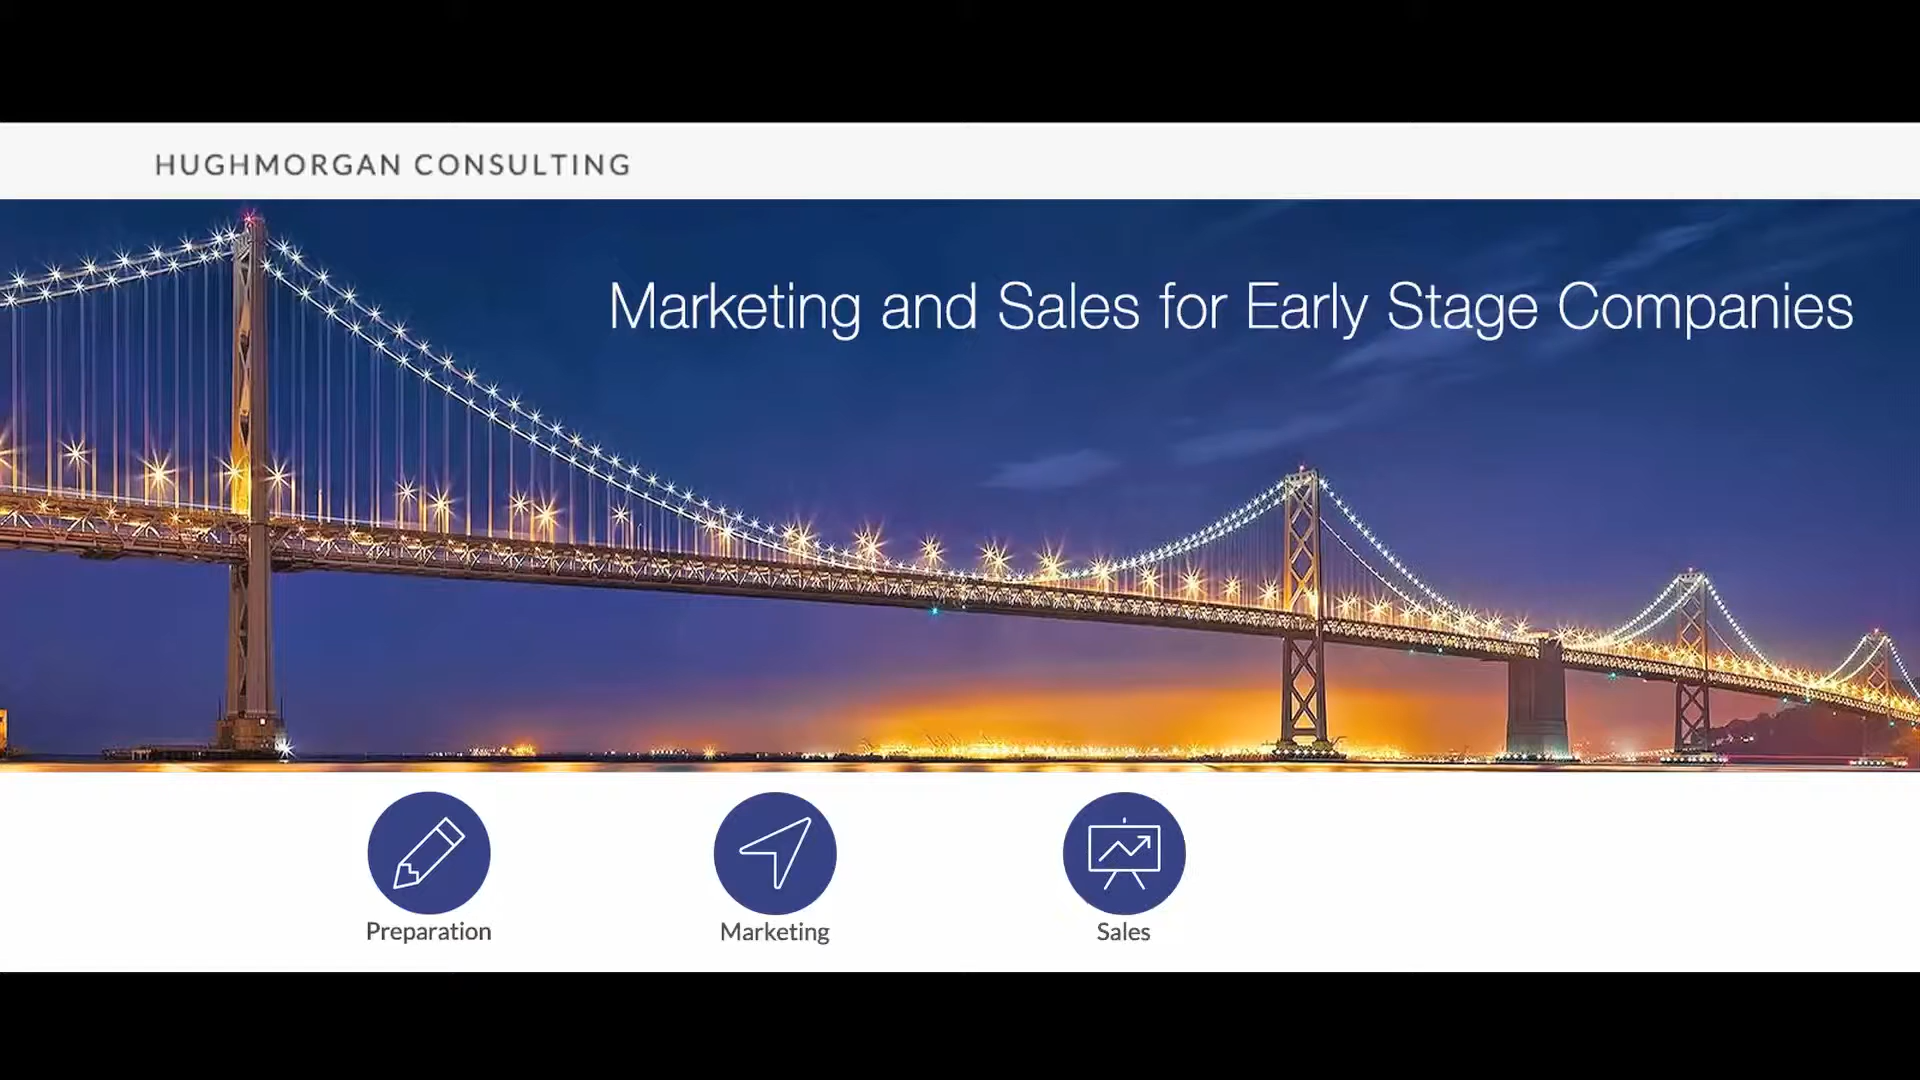 HUGHMORGAN CONSULTING
Marketing and Sales for Early Stage Companies
Preparation
Marketing
Sales